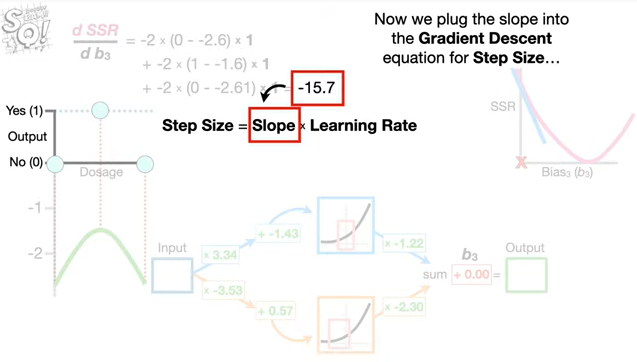 Now we plug the slope into
the Gradient Descent
equation for Step Size…
SQ!
d SSR
d b₃
= -2 × (0 - -2.6) × 1
+ -2 × (1 - -1.6) × 1
+ -2 × (0 - -2.61) × 1 = -15.7
Step Size = Slope × Learning Rate
Yes (1)
Output
No (0)
Dosage
-1
-2
SSR
Bias₃ (b₃)
Input
× 3.34
+ -1.43
× -1.22
× -3.53
+ 0.57
× -2.30
b₃
sum + 0.00 =
Output